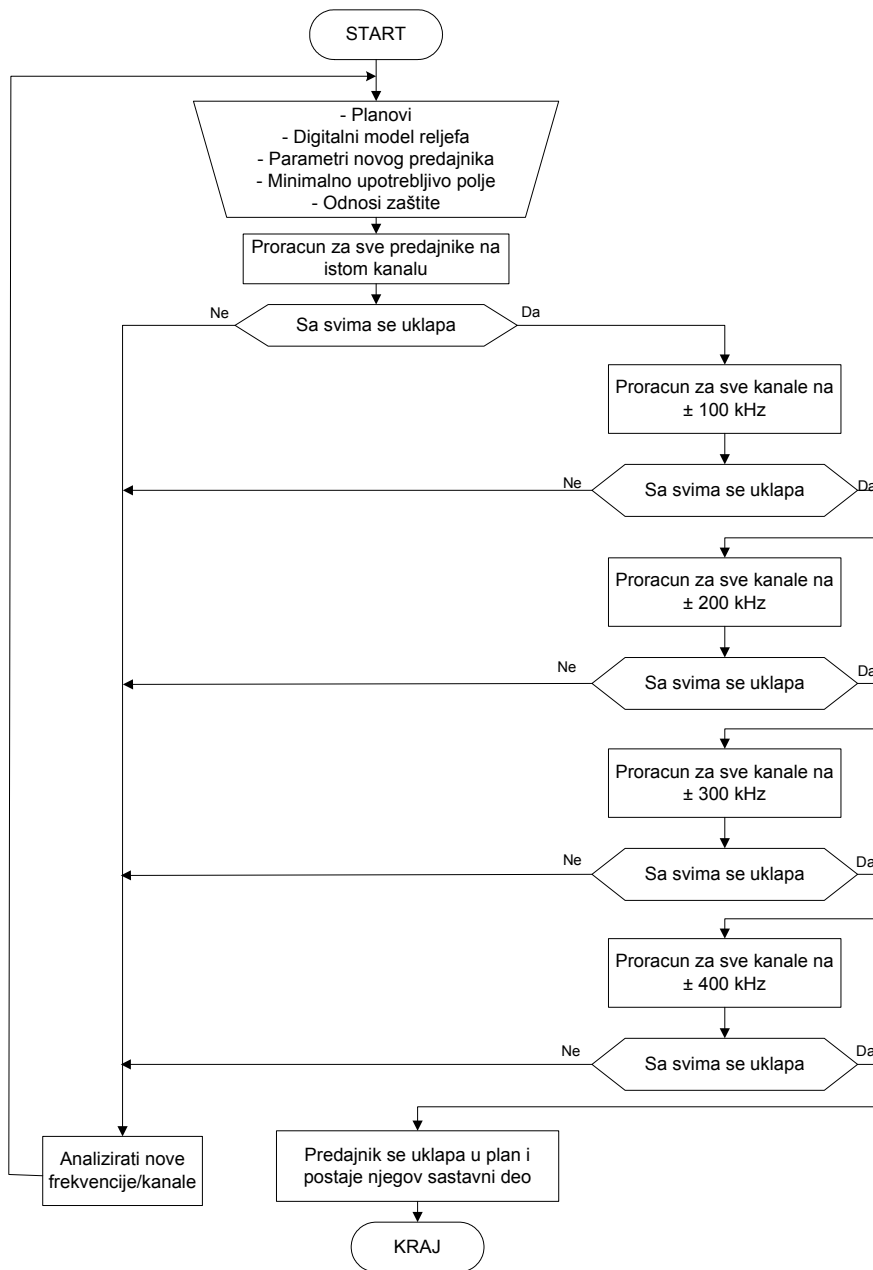 START
- Planovi
- Digitalni model reljefa
- Parametri novog predajnika
- Minimalno upotrebljivo polje
- Odnosi zaštite
Proracun za sve predajnike na
istom kanalu
Ne
Sa svima se uklapa
Da
Proracun za sve kanale na
± 100 kHz
Ne
Sa svima se uklapa
Da
Proracun za sve kanale na
± 200 kHz
Ne
Sa svima se uklapa
Da
Proracun za sve kanale na
± 300 kHz
Ne
Sa svima se uklapa
Da
Proracun za sve kanale na
± 400 kHz
Ne
Sa svima se uklapa
Da
Analizirati nove
frekvencije/kanale
Predajnik se uklapa u plan i
postaje njegov sastavni deo
KRAJ